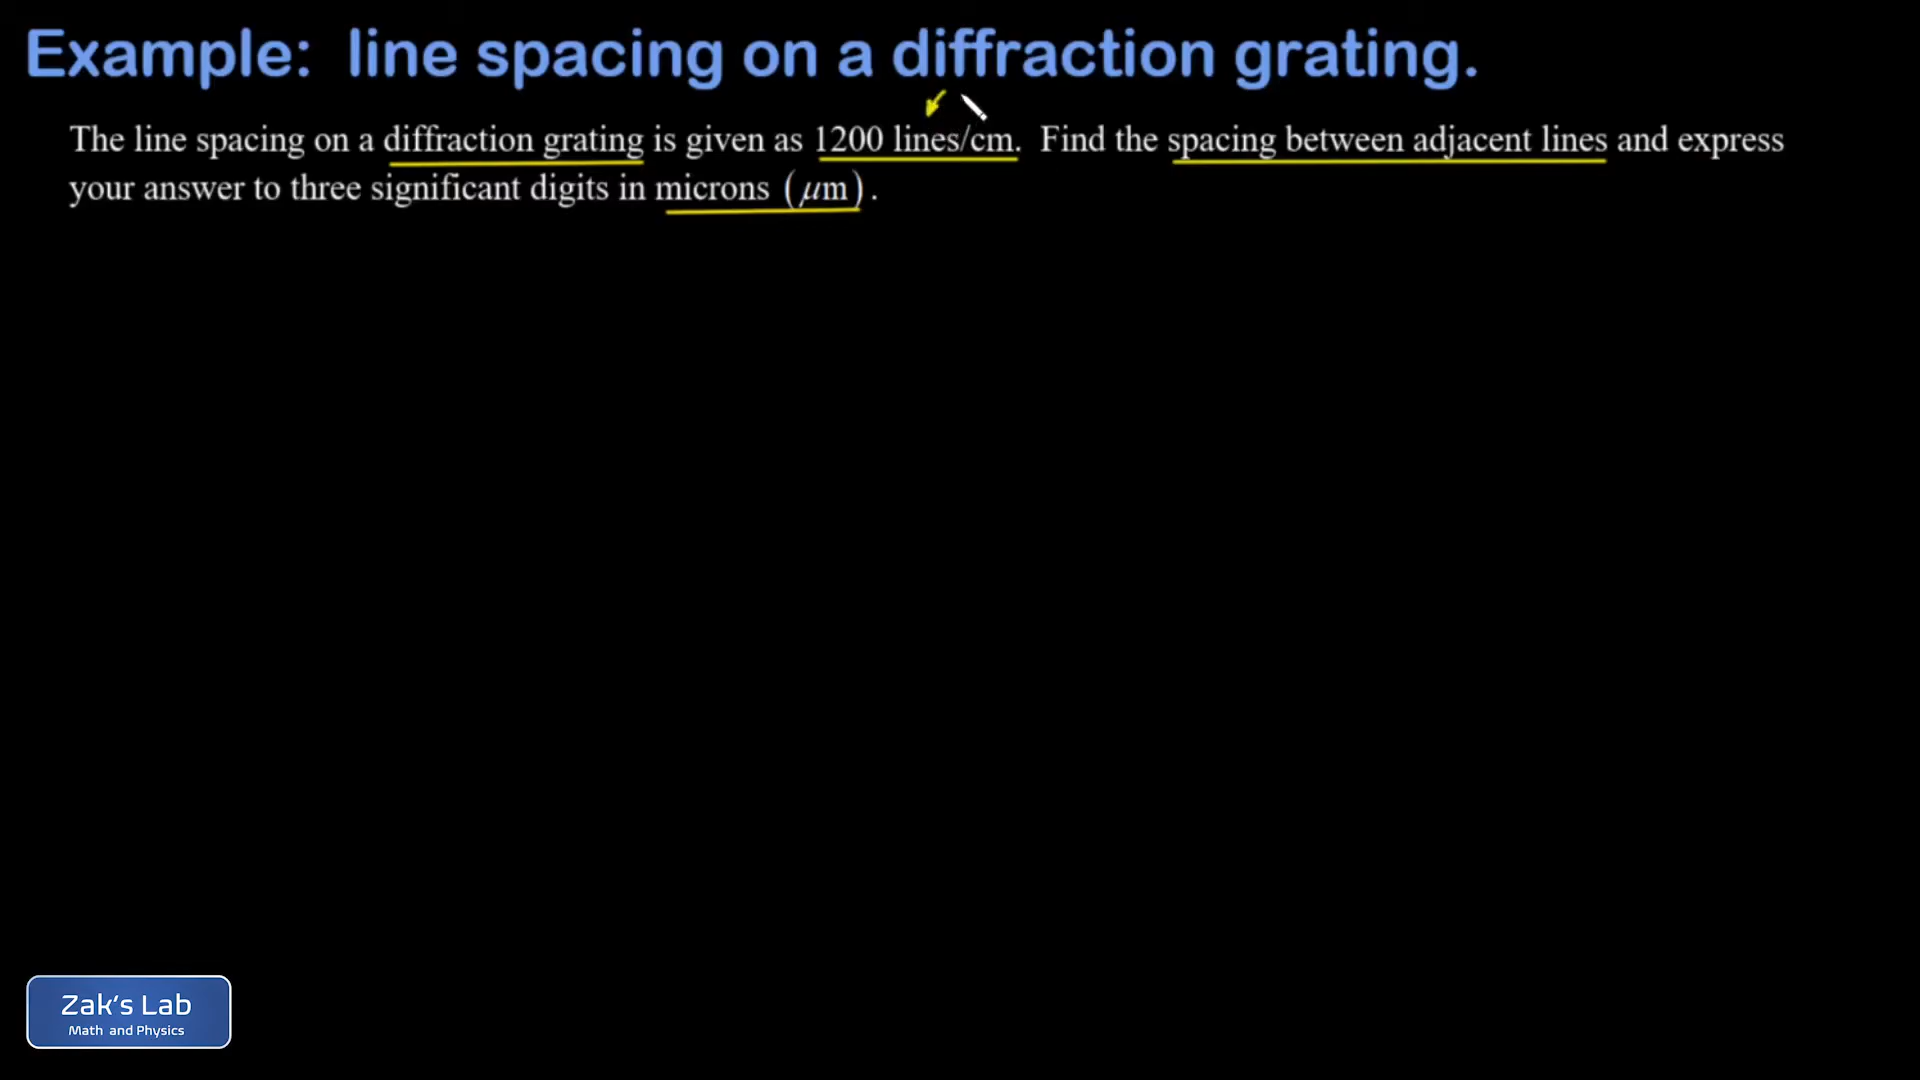 Example: line spacing on a diffraction grating.
The line spacing on a diffraction grating is given as 1200 lines/cm. Find the spacing between adjacent lines and express
your answer to three significant digits in microns (μm).
Zak's Lab
Math and Physics